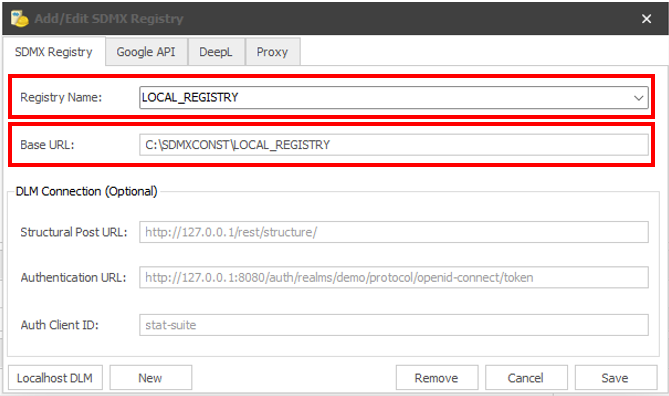 Add/Edit SDMX Registry
SDMX Registry
Google API
DeepL
Proxy
Registry Name:
LOCAL_REGISTRY
Base URL:
C:\SDMXCONST\LOCAL_REGISTRY
DLM Connection (Optional)
Structural Post URL:
http://127.0.0.1/rest/structure/
Authentication URL:
http://127.0.0.1:8080/auth/realms/demo/protocol/openid-connect/token
Auth Client ID:
stat-suite
Localhost DLM
New
Remove
Cancel
Save